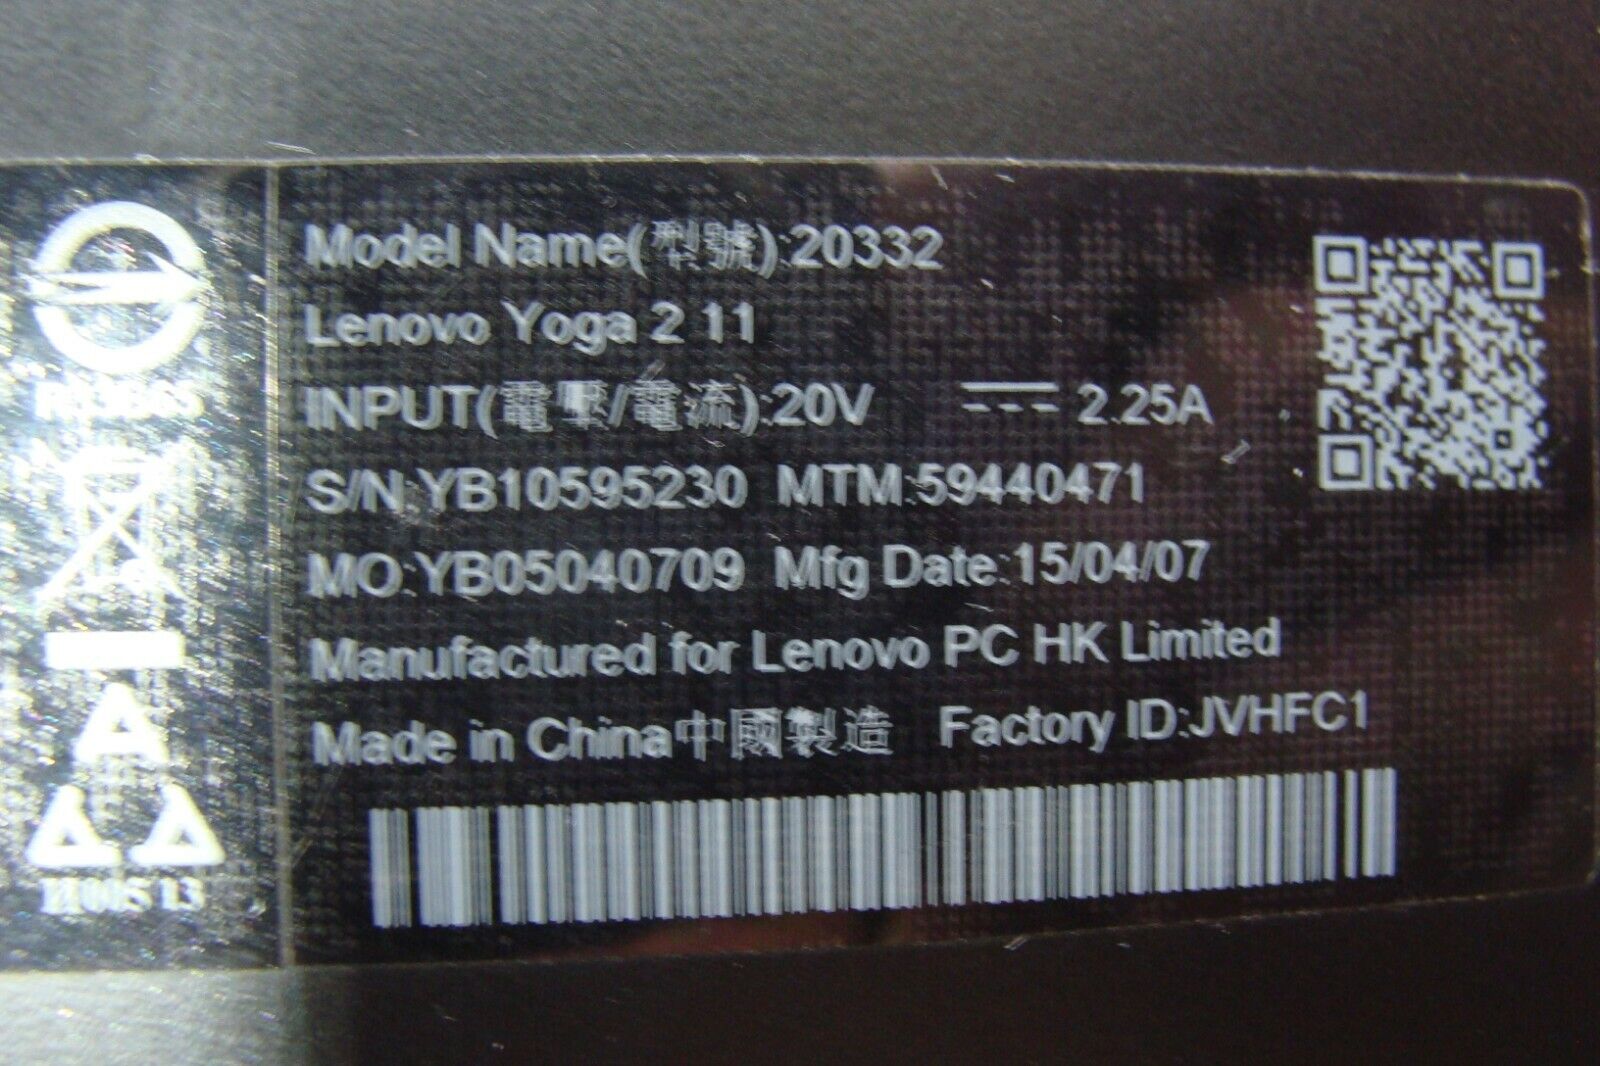 Model Name(型號):20332
Lenovo Yoga 2 11
INPUT(電壓/電流):20V ⎓ 2.25A
S/N:YB10595230 MTM:59440471
MO:YB05040709 Mfg Date:15/04/07
Manufactured for Lenovo PC HK Limited
Made in China中國製造 Factory ID:JVHFC1